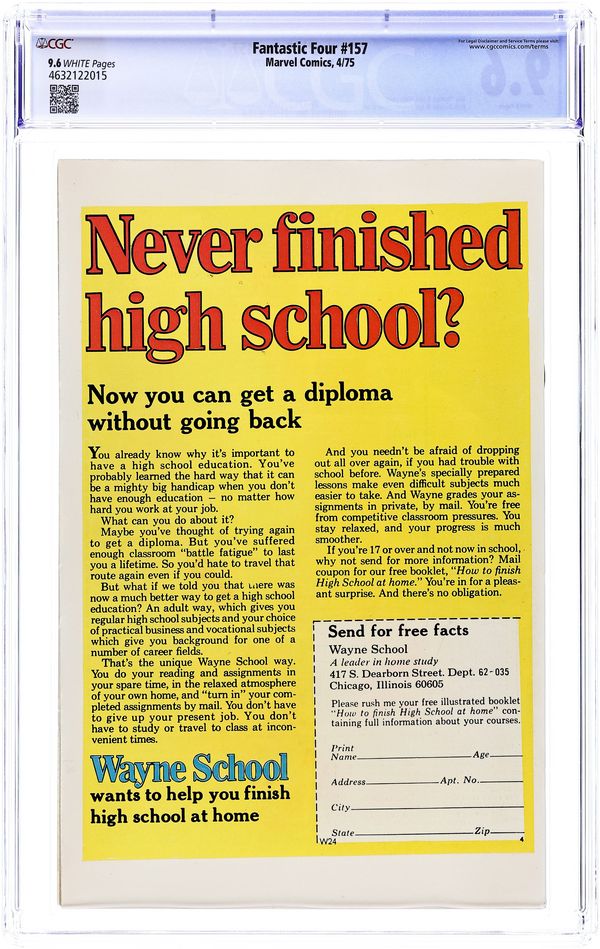 CGC
9.6 WHITE Pages
4632122015
Fantastic Four #157
Marvel Comics, 4/75
For Legal Disclaimer and Service Terms please visit:
www.cgccomics.com/terms
Never finished
high school?
Now you can get a diploma
without going back
You already know why it's important to
have a high school education. You've
probably learned the hard way that it can
be a mighty big handicap when you don't
have enough education — no matter how
hard you work at your job.
What can you do about it?
Maybe you've thought of trying again
to get a diploma. But you've suffered
enough classroom "battle fatigue" to last
you a lifetime. So you'd hate to travel that
route again even if you could.
But what if we told you that there was
now a much better way to get a high school
education? An adult way, which gives you
regular high school subjects and your choice
of practical business and vocational subjects
which give you background for one of a
number of career fields.
That's the unique Wayne School way.
You do your reading and assignments in
your spare time, in the relaxed atmosphere
of your own home, and "turn in" your com-
pleted assignments by mail. You don't have
to give up your present job. You don't
have to study or travel to class at incon-
venient times.
Wayne School
wants to help you finish
high school at home
And you needn't be afraid of dropping
out all over again, if you had trouble with
school before. Wayne's specially prepared
lessons make even difficult subjects much
easier to take. And Wayne grades your as-
signments in private, by mail. You're free
from competitive classroom pressures. You
stay relaxed, and your progress is much
smoother.
If you're 17 or over and not now in school,
why not send for more information? Mail
coupon for our free booklet, "How to finish
High School at home." You're in for a pleas-
ant surprise. And there's no obligation.
Send for free facts
Wayne School
A leader in home study
417 S. Dearborn Street. Dept. 62-035
Chicago, Illinois 60605
Please rush me your free illustrated booklet
"How to finish High School at home" con-
taining full information about your courses.
Print
Name Age
Address Apt. No.
City
State Zip
W24 4